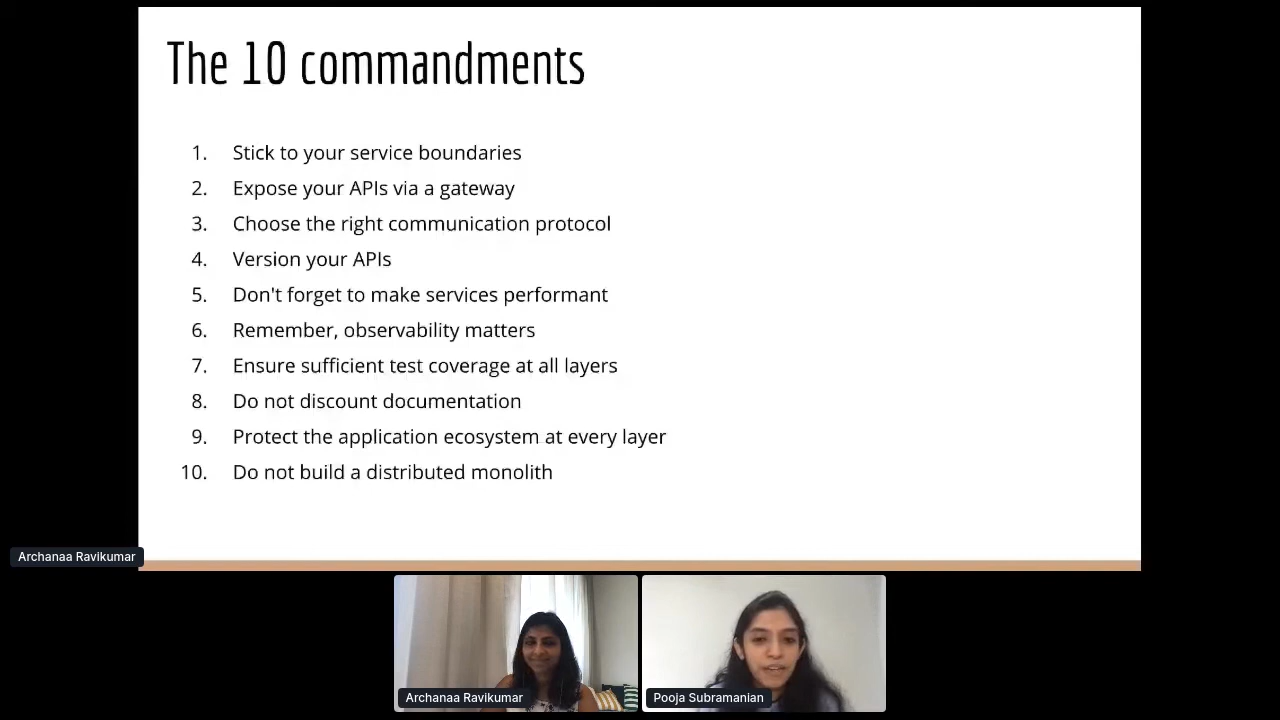 The 10 commandments
1. Stick to your service boundaries
2. Expose your APIs via a gateway
3. Choose the right communication protocol
4. Version your APIs
5. Don't forget to make services performant
6. Remember, observability matters
7. Ensure sufficient test coverage at all layers
8. Do not discount documentation
9. Protect the application ecosystem at every layer
10. Do not build a distributed monolith
Archanaa Ravikumar
Archanaa Ravikumar
Pooja Subramanian